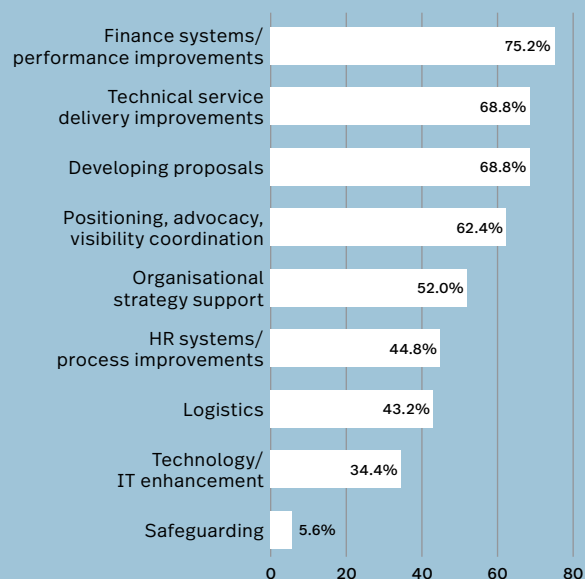 Finance systems/
performance improvements
75.2%
Technical service
delivery improvements
68.8%
Developing proposals
68.8%
Positioning, advocacy,
visibility coordination
62.4%
Organisational
strategy support
52.0%
HR systems/
process improvements
44.8%
Logistics
43.2%
Technology/
IT enhancement
34.4%
Safeguarding
5.6%
0 20 40 60 80